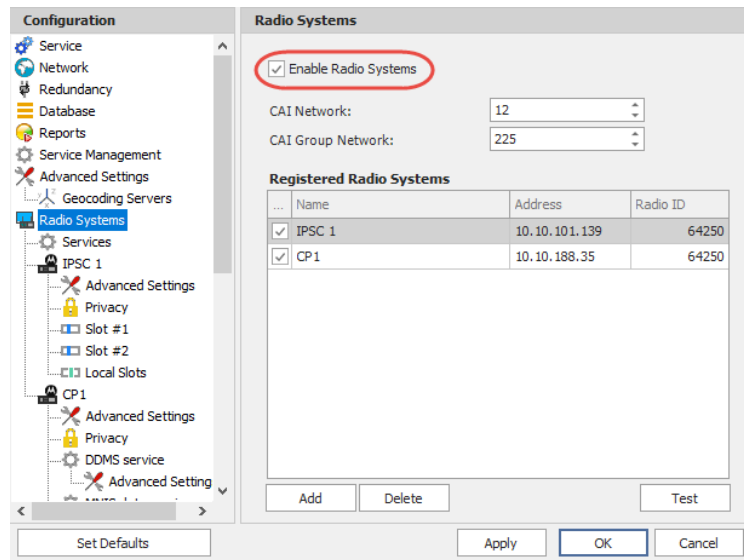 Configuration
Service
Network
Redundancy
Database
Reports
Service Management
Advanced Settings
Geocoding Servers
Radio Systems
Services
IPSC 1
Advanced Settings
Privacy
Slot #1
Slot #2
Local Slots
CP1
Advanced Settings
Privacy
DDMS service
Advanced Setting
Set Defaults
Radio Systems
Enable Radio Systems
CAI Network: 12
CAI Group Network: 225
Registered Radio Systems
... Name Address Radio ID
IPSC 1 10.10.101.139 64250
CP1 10.10.188.35 64250
Add Delete Test
Apply OK Cancel